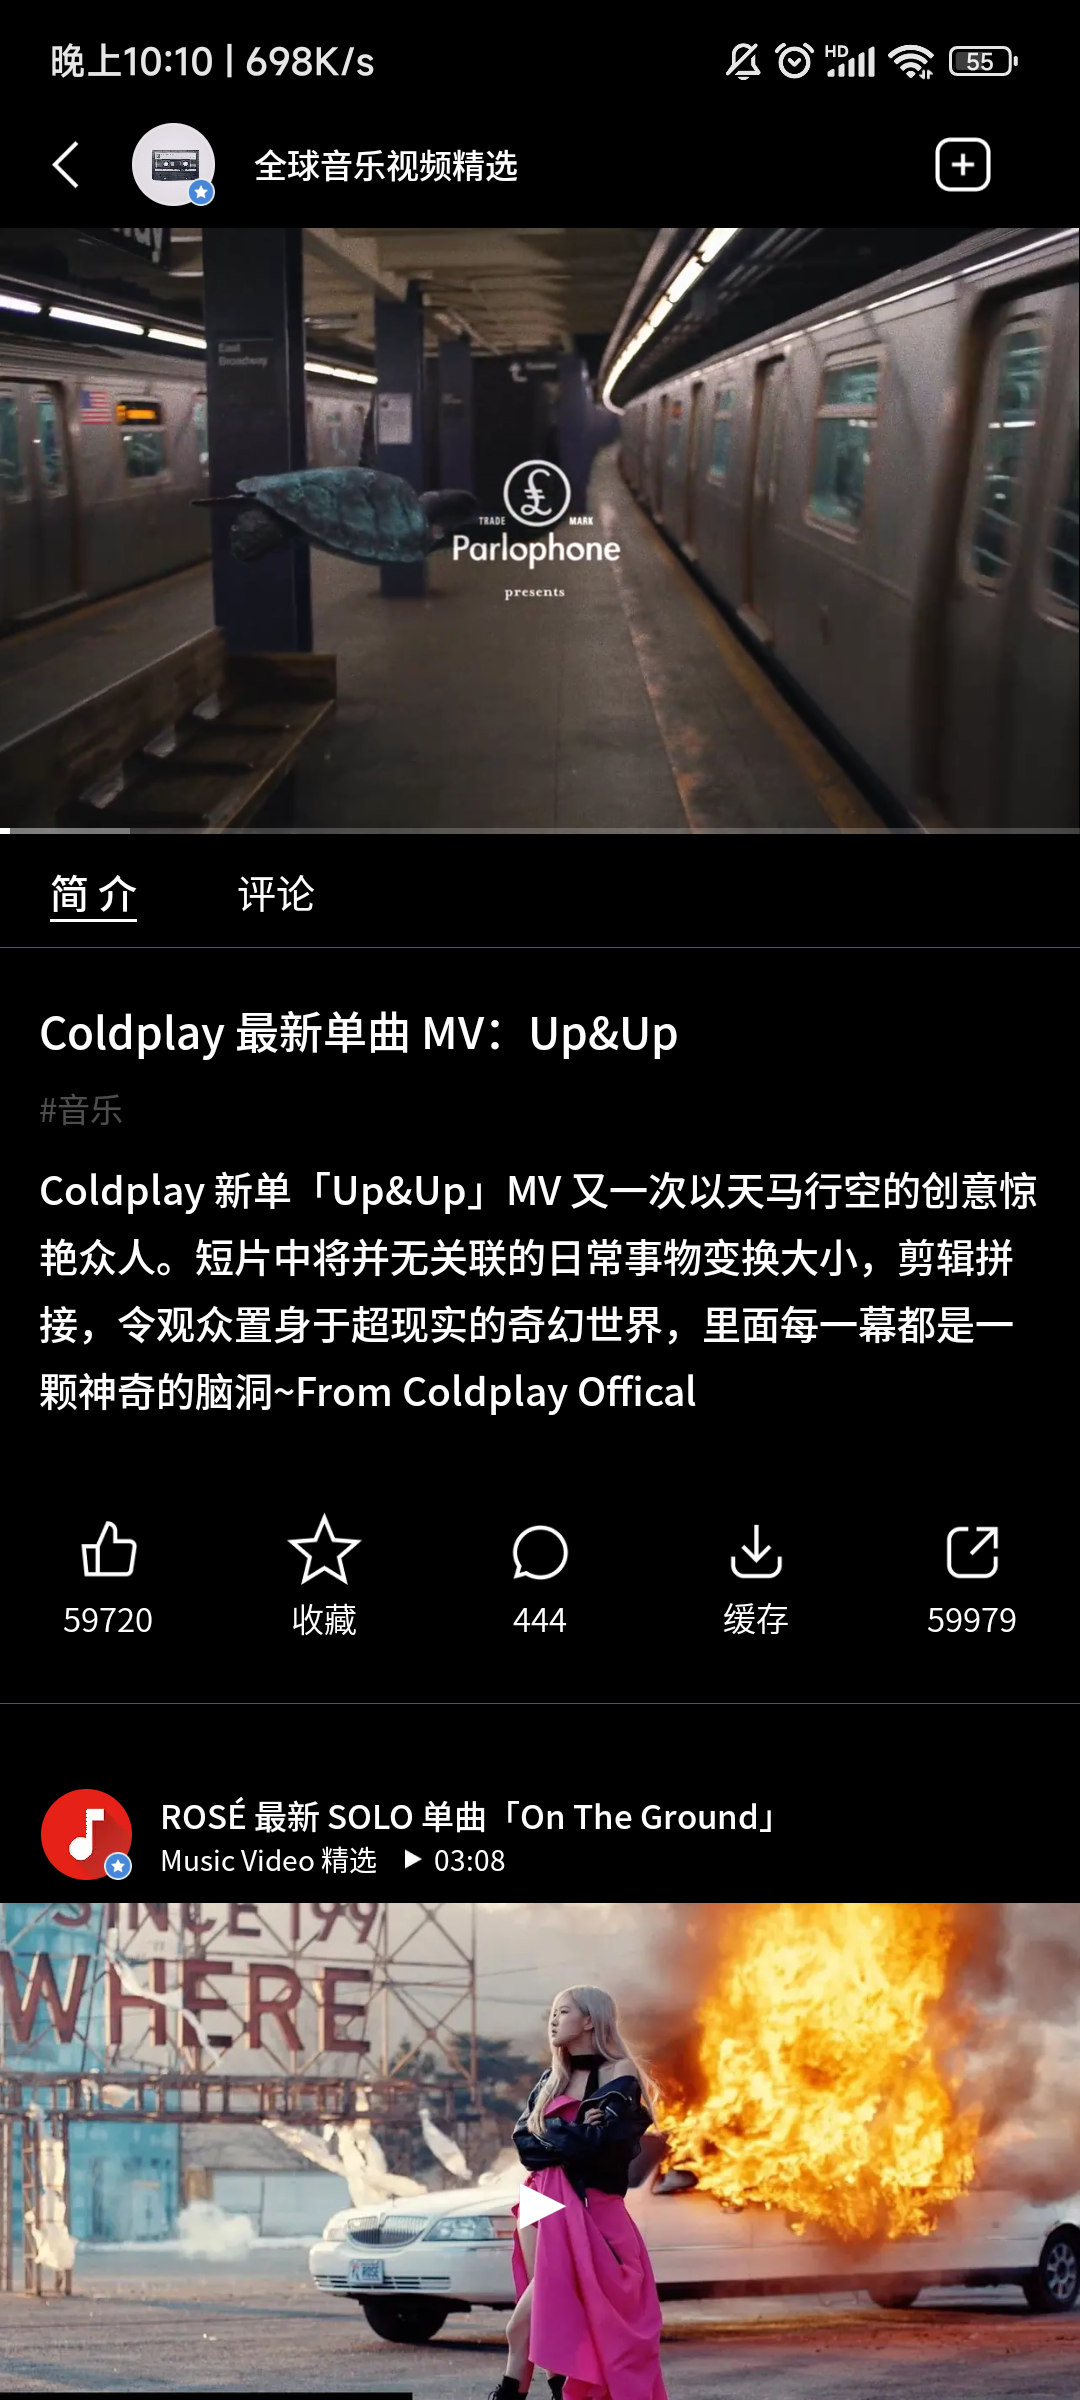 晚上10:10 | 698K/s
HD
55
全球音乐视频精选
East
Broadway
TRADE MARK
Parlophone
presents
简介
评论
Coldplay 最新单曲 MV：Up&Up
#音乐
Coldplay 新单「Up&Up」MV 又一次以天马行空的创意惊
艳众人。短片中将并无关联的日常事物变换大小，剪辑拼
接，令观众置身于超现实的奇幻世界，里面每一幕都是一
颗神奇的脑洞~From Coldplay Offical
59720
收藏
444
缓存
59979
ROSÉ 最新 SOLO 单曲「On The Ground」
Music Video 精选 ▶ 03:08
SINCE 199
WHERE
ROSÉ